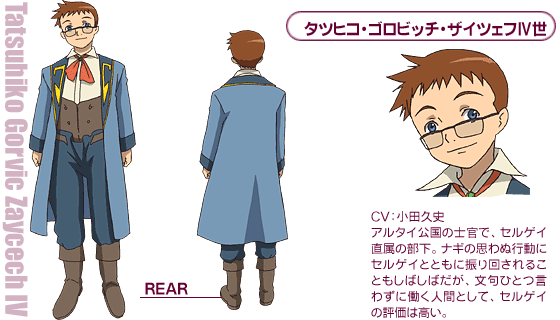 Tatsuhiko Gorvic Zaycech IV
タツヒコ・ゴロビッチ・ザイツェフⅣ世
REAR
CV：小田久史
アルタイ公国の士官で、セルゲイ
直属の部下。ナギの思わぬ行動に
セルゲイとともに振り回されるこ
ともしばしばだが、文句ひとつ言
わずに働く人間として、セルゲイ
の評価は高い。